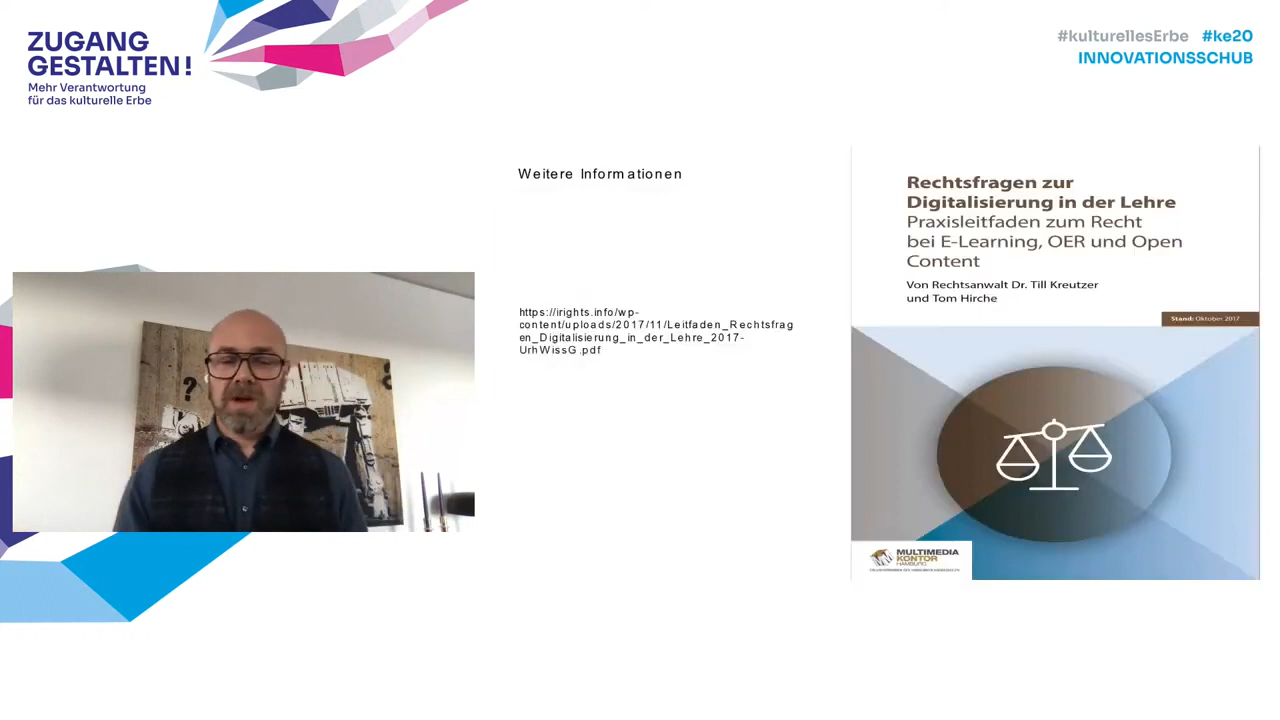 ZUGANG
GESTALTEN!
Mehr Verantwortung
für das kulturelle Erbe
#kulturellesErbe #ke20
INNOVATIONSSCHUB
Weitere Informationen
https://irights.info/wp-
content/uploads/2017/11/Leitfaden_Rechtsfrag
en_Digitalisierung_in_der_Lehre_2017-
UrhWissG.pdf
Rechtsfragen zur
Digitalisierung in der Lehre
Praxisleitfaden zum Recht
bei E-Learning, OER und Open
Content
Von Rechtsanwalt Dr. Till Kreutzer
und Tom Hirche
Stand: Oktober 2017
?
MULTIMEDIA
KONTOR
HAMBURG